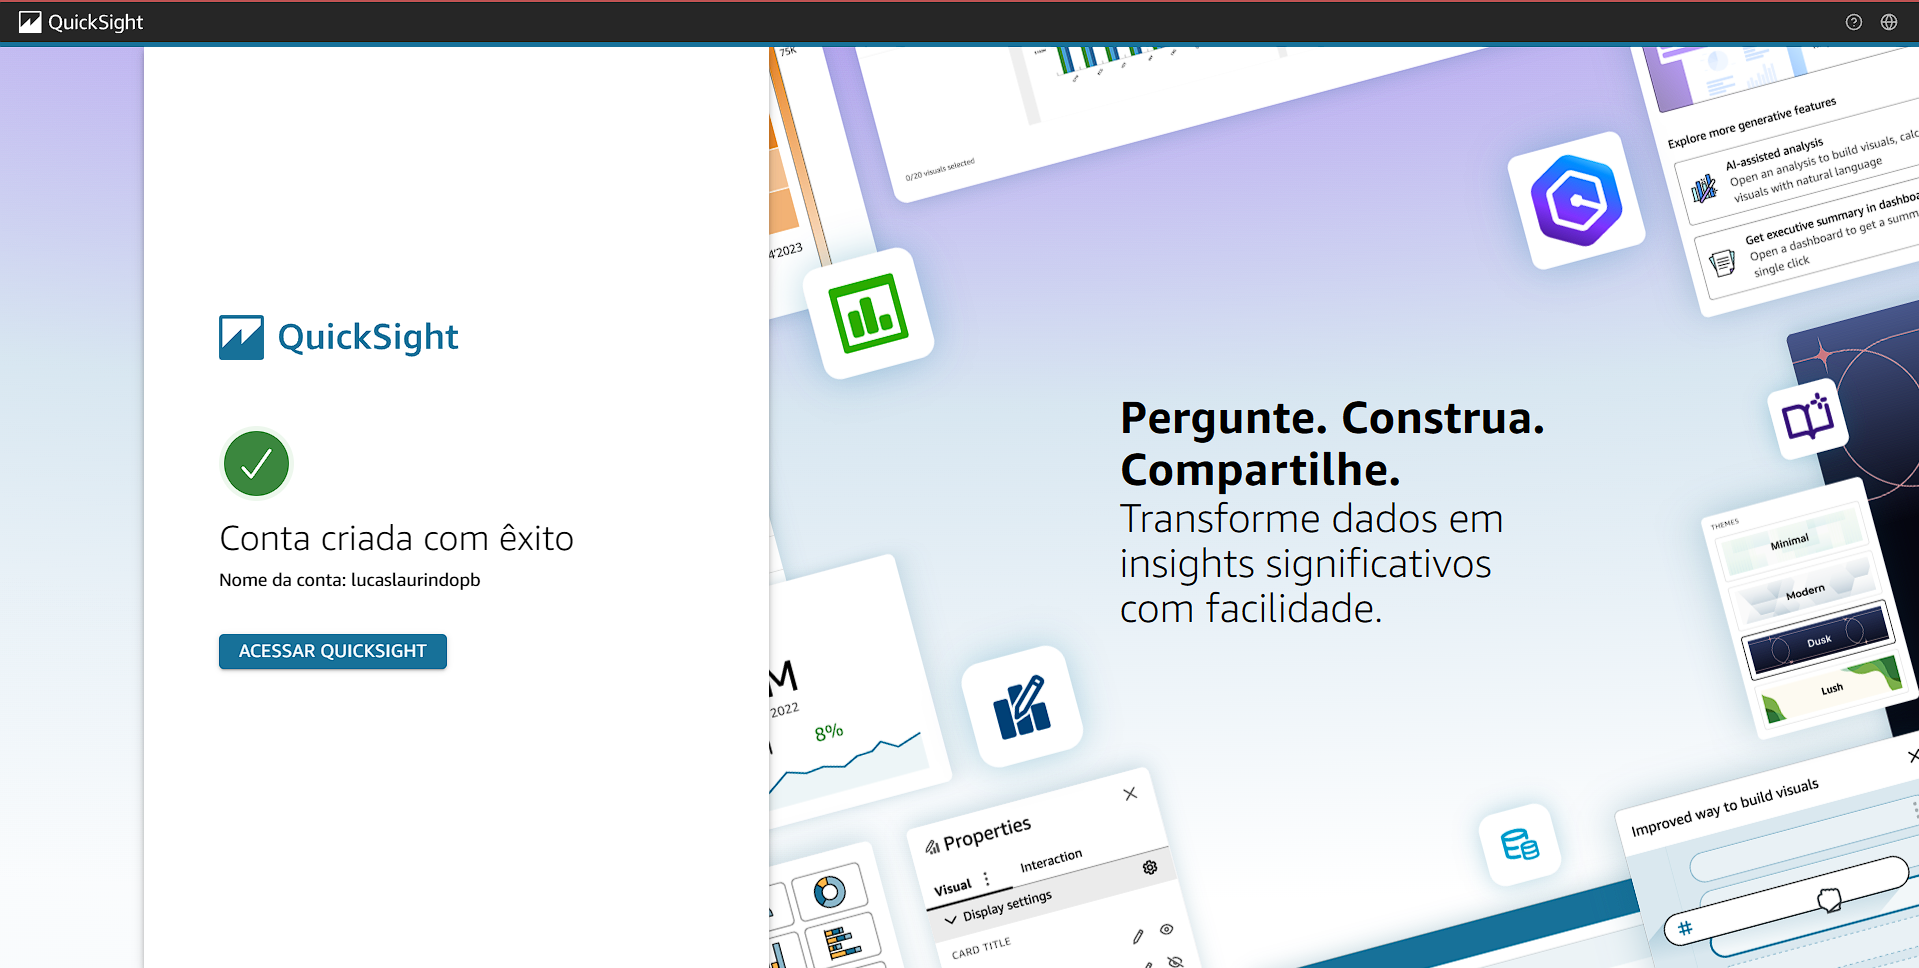 QuickSight
QuickSight
Conta criada com êxito
Nome da conta: lucaslaurindopb
ACESSAR QUICKSIGHT
75K
4'2023
0/20 visuals selected
Explore more generative features
AI-assisted analysis
Open an analysis to build visuals, calc
visuals with natural language
Get executive summary in dashboa
Open a dashboard to get a summ
single click
Pergunte. Construa.
Compartilhe.
Transforme dados em
insights significativos
com facilidade.
THEMES
Minimal
Modern
Dusk
Lush
M
2022
8%
Properties
Visual
Interaction
Display settings
CARD TITLE
Improved way to build visuals
#